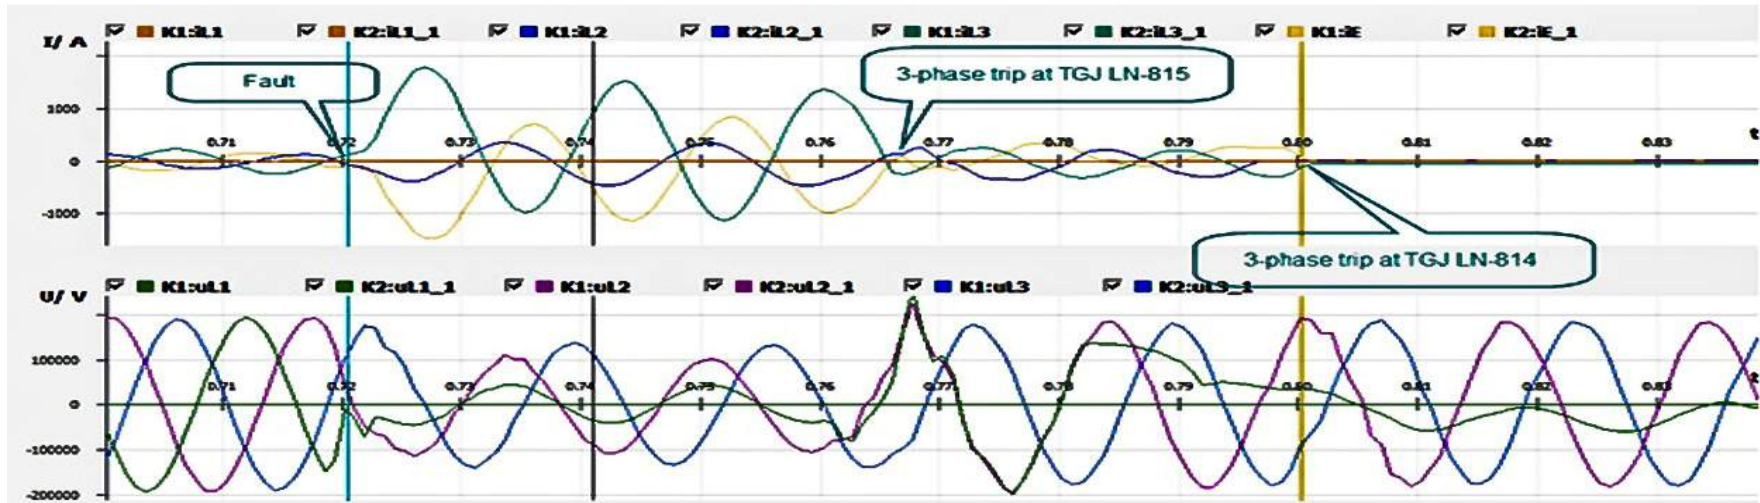 K1:iL1 K2:iL1_1 K1:iL2 K2:iL2_1 K1:iL3 K2:iL3_1 K1:iE K2:iE_1
I/ A
Fault
3-phase trip at TGJ LN-815
0.71 0.72 0.73 0.74 0.75 0.76 0.77 0.78 0.79 0.80 0.81 0.82 0.83 t
0
3-phase trip at TGJ LN-814
K1:uL1 K2:uL1_1 K1:uL2 K2:uL2_1 K1:uL3 K2:uL3_1
U/ V
100000
0.71 0.72 0.73 0.74 0.75 0.76 0.77 0.78 0.79 0.80 0.81 0.82 0.83 t
0
-100000
-200000